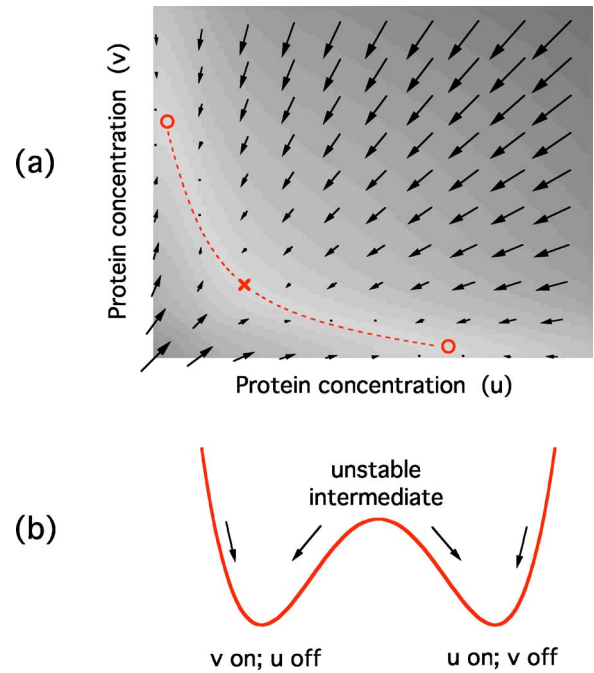 (a)
Protein concentration (v)
Protein concentration (u)
(b)
unstable
intermediate
v on; u off
u on; v off